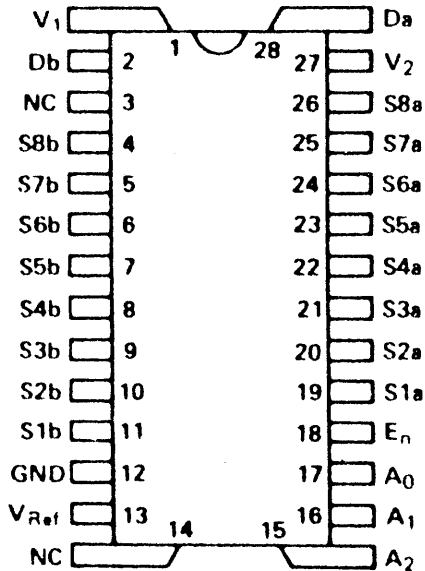 V1 1 28 Da
Db 2 27 V2
NC 3 26 S8a
S8b 4 25 S7a
S7b 5 24 S6a
S6b 6 23 S5a
S5b 7 22 S4a
S4b 8 21 S3a
S3b 9 20 S2a
S2b 10 19 S1a
S1b 11 18 En
GND 12 17 A0
VRef 13 16 A1
NC 14 15 A2